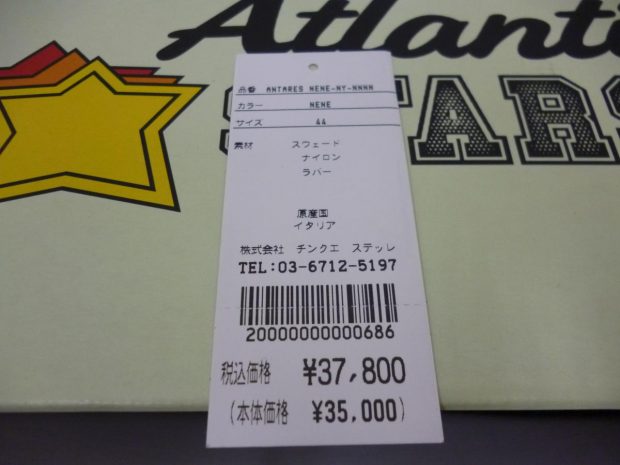 Atlanti
STARS
品番 ANTARES NENE-NY-NNNN
カラー NENE
サイズ 44
素材 スウェード
ナイロン
ラバー
原産国
イタリア
株式会社 チンクエ ステッレ
TEL:03-6712-5197
20000000000686
税込価格 ¥37,800
(本体価格 ¥35,000)